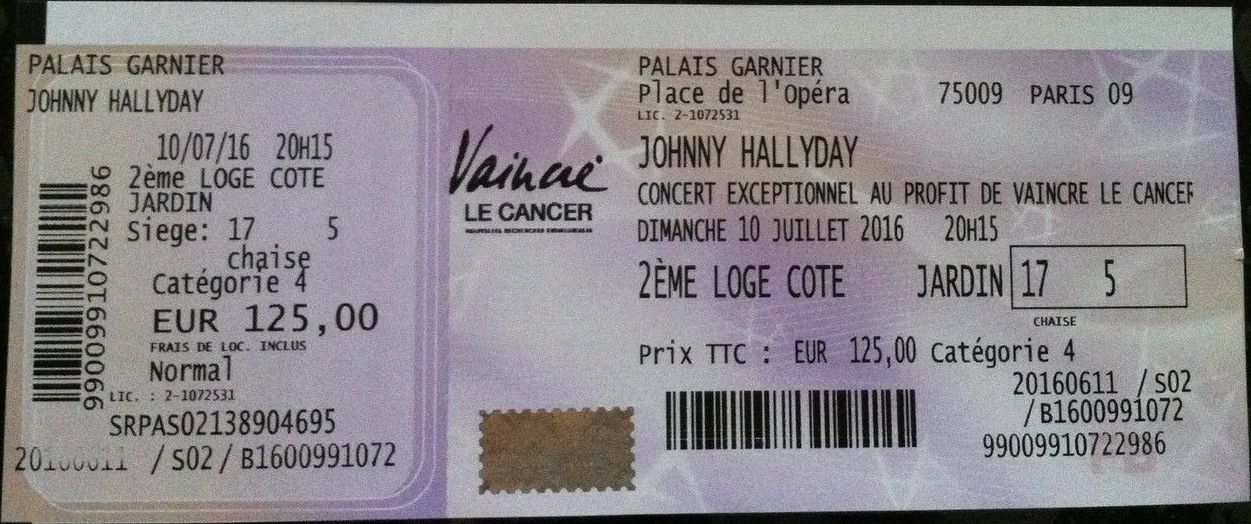 PALAIS GARNIER
JOHNNY HALLYDAY
10/07/16 20H15
2ème LOGE COTE
JARDIN
Siege: 17 5
chaise
Catégorie 4
EUR 125,00
FRAIS DE LOC. INCLUS
Normal
LIC. : 2-1072531
SRPAS02138904695
/ S02 / B1600991072
99009910722986
Vaincre
LE CANCER
PALAIS GARNIER
Place de l'Opéra 75009 PARIS 09
LIC. 2-1072531
JOHNNY HALLYDAY
CONCERT EXCEPTIONNEL AU PROFIT DE VAINCRE LE CANCER
DIMANCHE 10 JUILLET 2016 20H15
2ÈME LOGE COTE JARDIN 17 5
CHAISE
Prix TTC : EUR 125,00 Catégorie 4
20160611 / S02
/ B1600991072
99009910722986